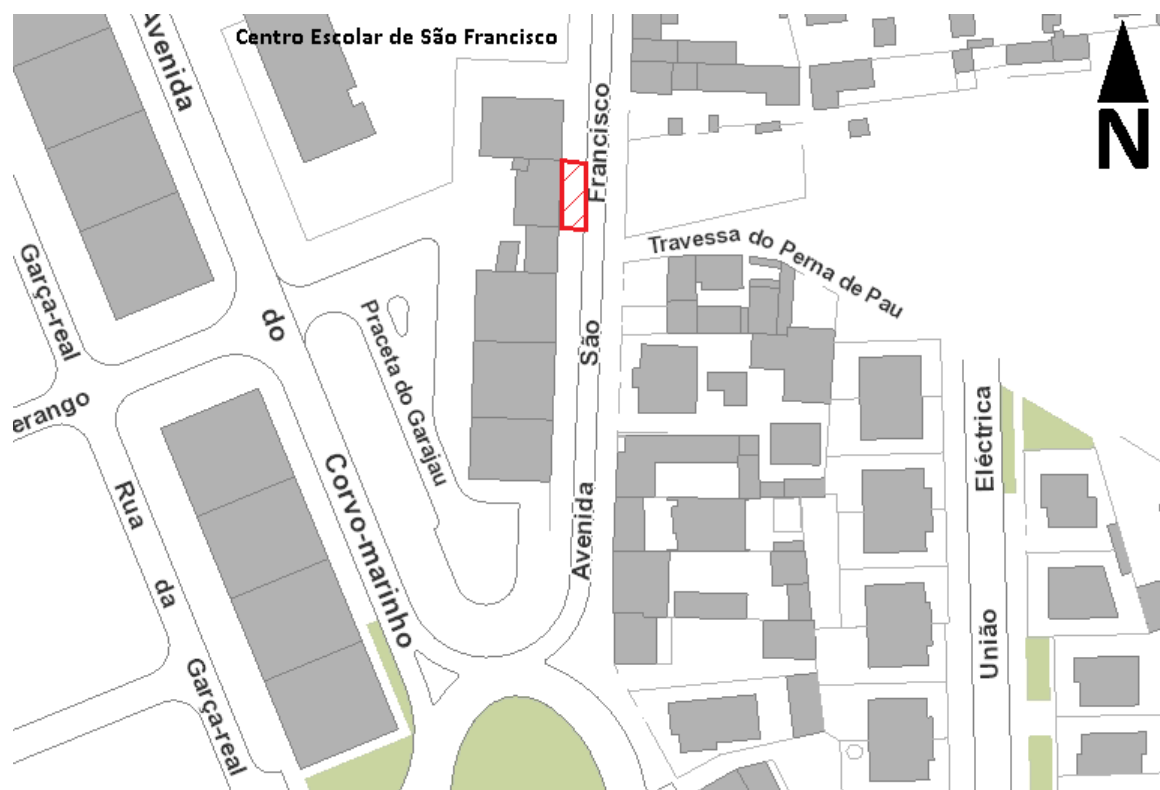 Centro Escolar de São Francisco
Avenida
do
Corvo-marinho
Garça-real
erango
Rua
da
Garça-real
Praceta do Garajau
Avenida
São
Francisco
Travessa do Perna de Pau
União
Eléctrica
N